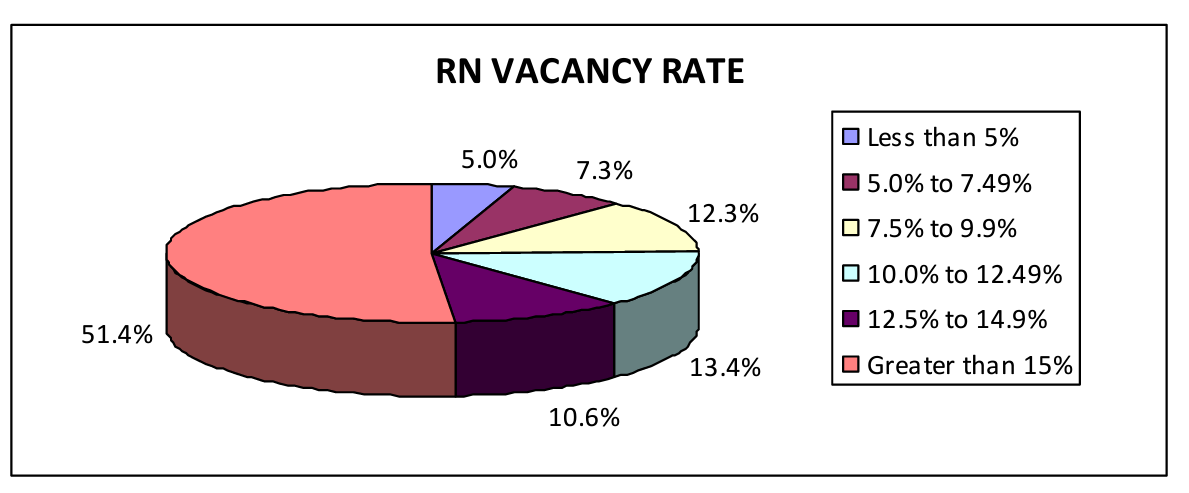 RN VACANCY RATE
5.0%
7.3%
12.3%
13.4%
10.6%
51.4%
Less than 5%
5.0% to 7.49%
7.5% to 9.9%
10.0% to 12.49%
12.5% to 14.9%
Greater than 15%